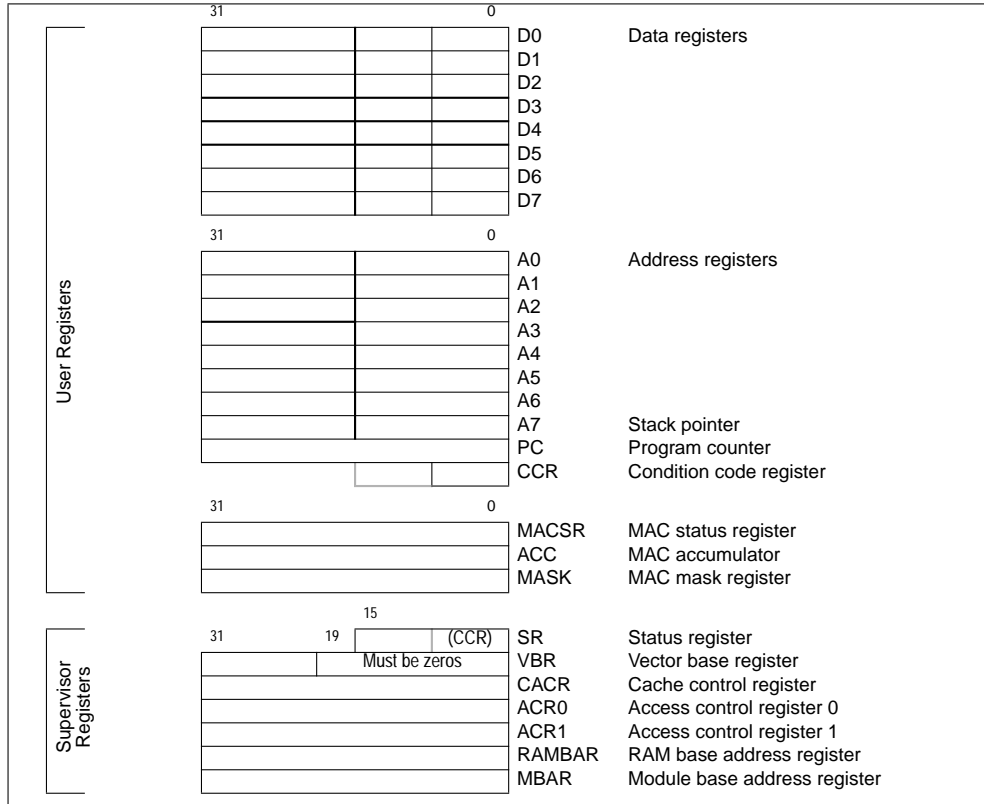 31 0
D0 Data registers
D1
D2
D3
D4
D5
D6
D7
31 0
A0 Address registers
A1
A2
A3
A4
A5
A6
A7 Stack pointer
PC Program counter
CCR Condition code register
31 0
MACSR MAC status register
ACC MAC accumulator
MASK MAC mask register
User Registers
15
31 19 (CCR) SR Status register
Must be zeros VBR Vector base register
CACR Cache control register
ACR0 Access control register 0
ACR1 Access control register 1
RAMBAR RAM base address register
MBAR Module base address register
Supervisor
Registers